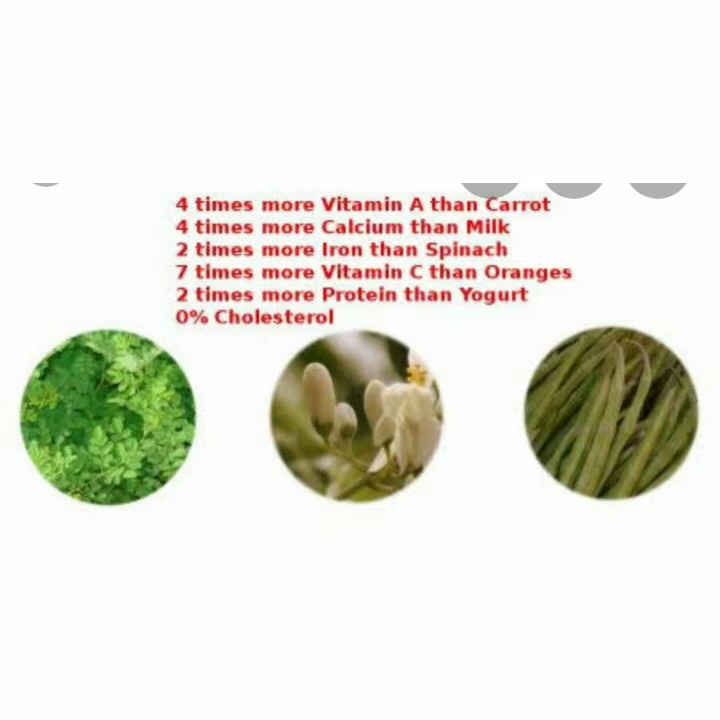 4 times more Vitamin A than Carrot
4 times more Calcium than Milk
2 times more Iron than Spinach
7 times more Vitamin C than Oranges
2 times more Protein than Yogurt
0% Cholesterol